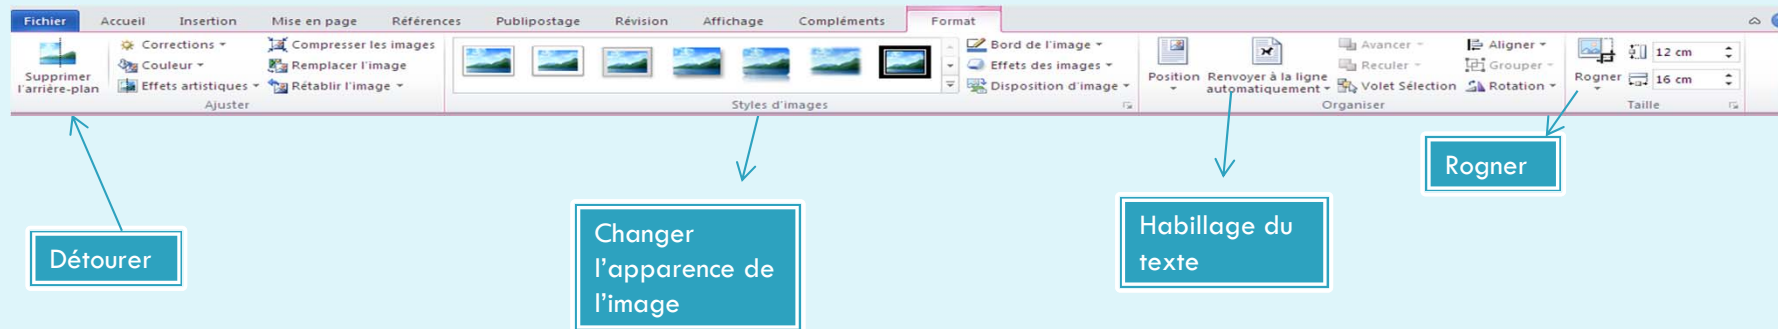 Fichier Accueil Insertion Mise en page Références Publipostage Révision Affichage Compléments Format
Supprimer
l'arrière-plan
Corrections
Couleur
Effets artistiques
Compresser les images
Remplacer l'image
Rétablir l'image
Ajuster
Bord de l'image
Effets des images
Disposition d'image
Styles d'images
Position
Renvoyer à la ligne
automatiquement
Avancer
Reculer
Volet Sélection
Aligner
Grouper
Rotation
Organiser
Rogner
12 cm
16 cm
Taille
Détourer
Changer
l’apparence de
l’image
Habillage du
texte
Rogner